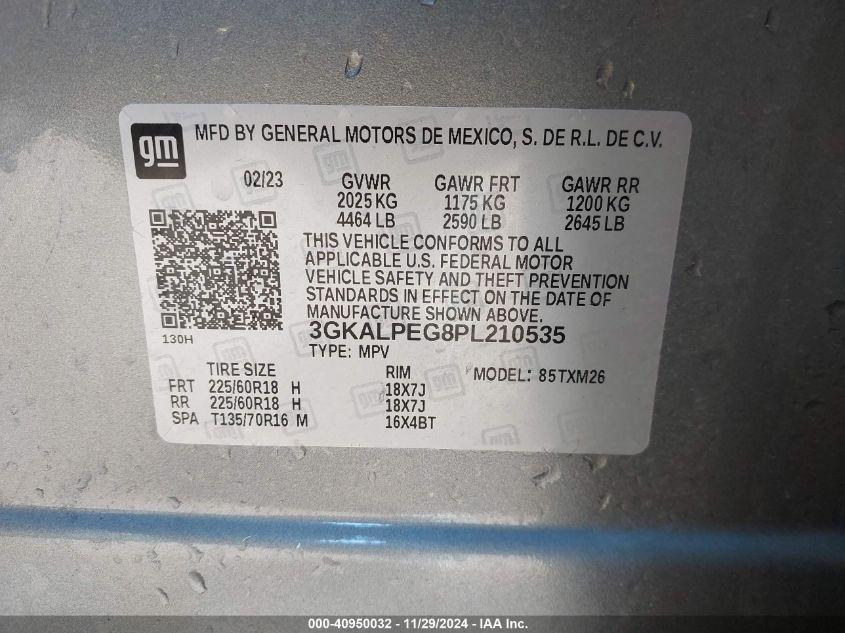 gm
MFD BY GENERAL MOTORS DE MEXICO, S. DE R.L. DE C.V.
02/23 GVWR GAWR FRT GAWR RR
2025 KG 1175 KG 1200 KG
4464 LB 2590 LB 2645 LB
THIS VEHICLE CONFORMS TO ALL
APPLICABLE U.S. FEDERAL MOTOR
VEHICLE SAFETY AND THEFT PREVENTION
STANDARDS IN EFFECT ON THE DATE OF
MANUFACTURE SHOWN ABOVE.
130H
3GKALPEG8PL210535
TYPE: MPV
TIRE SIZE RIM MODEL: 85TXM26
FRT 225/60R18 H 18X7J
RR 225/60R18 H 18X7J
SPA T135/70R16 M 16X4BT
000-40950032 - 11/29/2024 - IAA Inc.